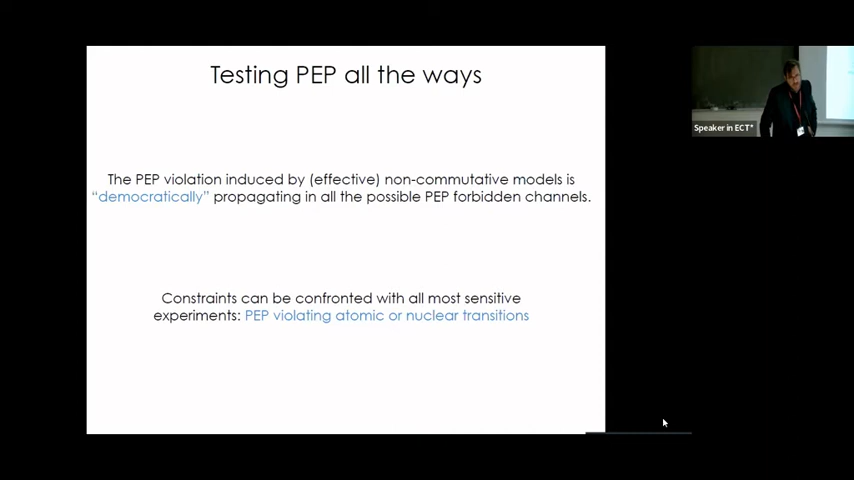 Testing PEP all the ways
The PEP violation induced by (effective) non-commutative models is
“democratically” propagating in all the possible PEP forbidden channels.
Constraints can be confronted with all most sensitive
experiments: PEP violating atomic or nuclear transitions
Speaker in ECT*